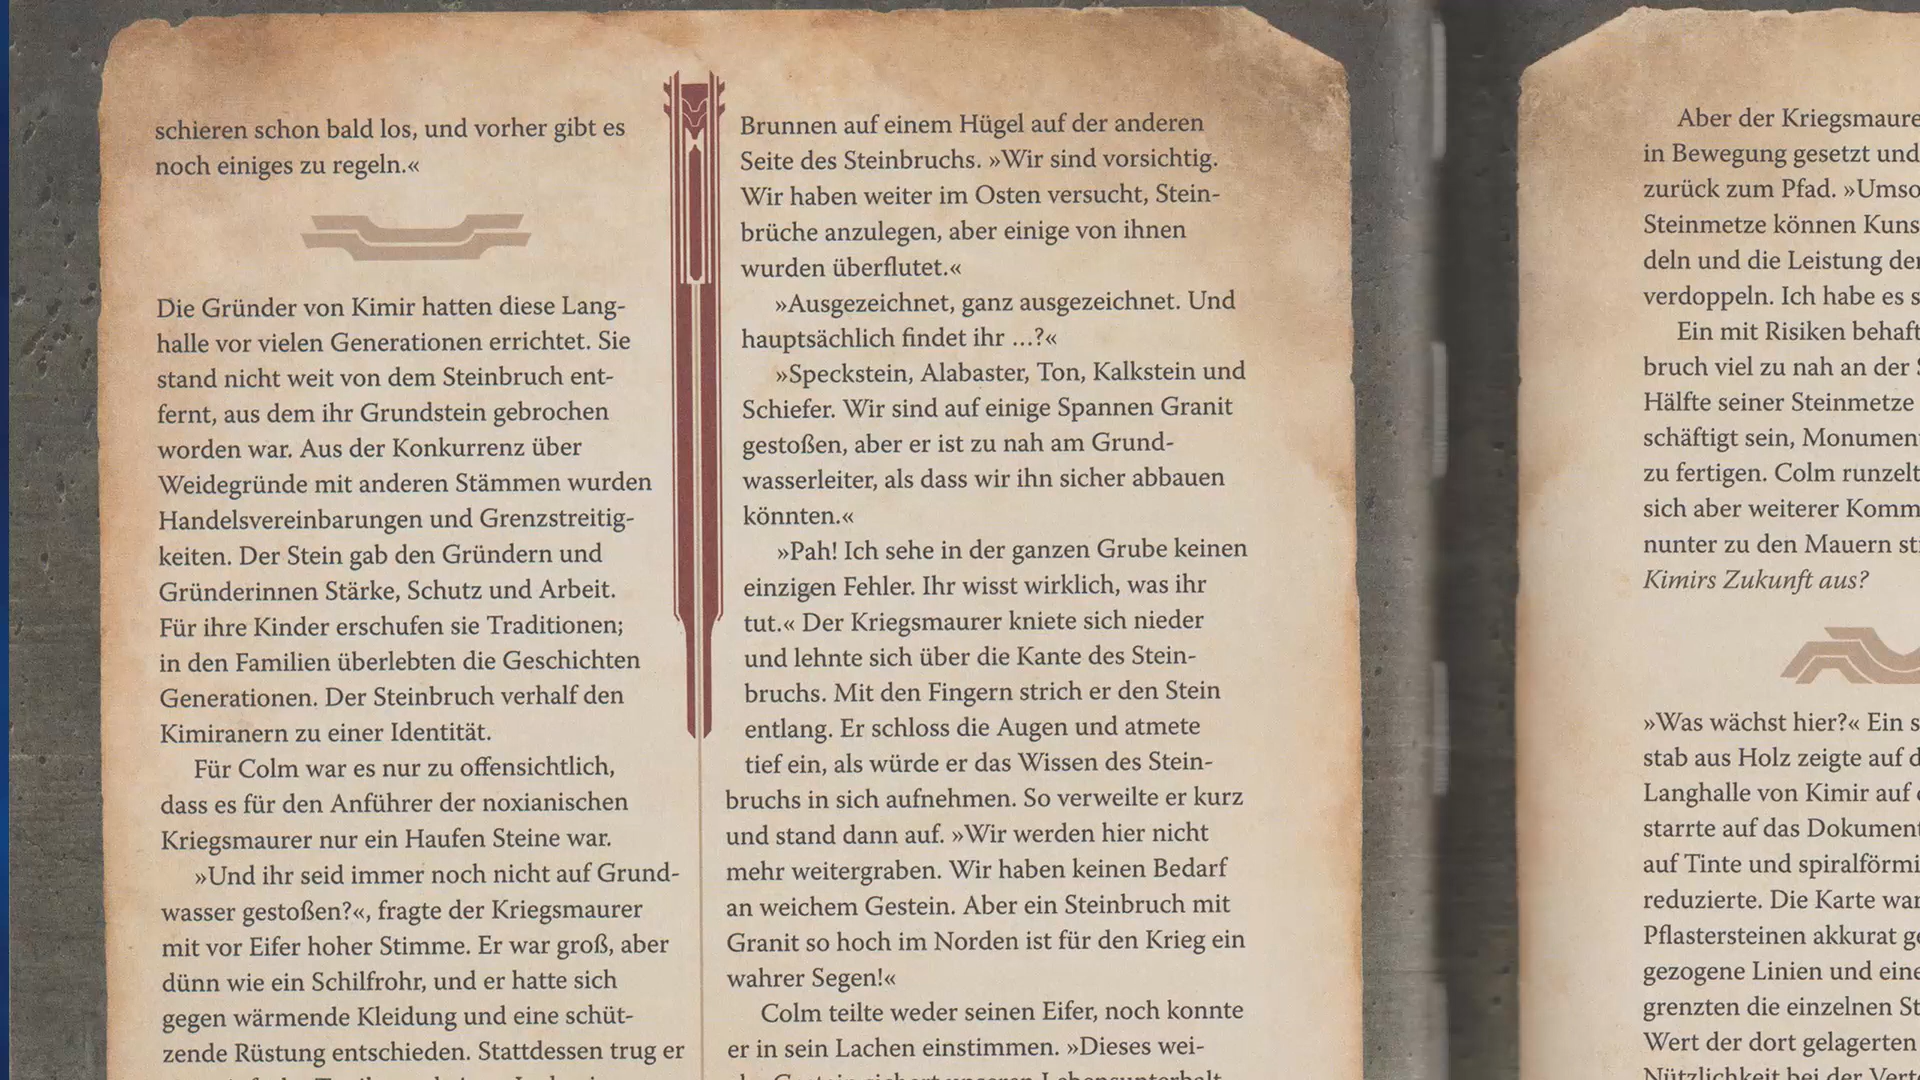 schieren schon bald los, und vorher gibt es
noch einiges zu regeln.«
Die Gründer von Kimir hatten diese Lang-
halle vor vielen Generationen errichtet. Sie
stand nicht weit von dem Steinbruch ent-
fernt, aus dem ihr Grundstein gebrochen
worden war. Aus der Konkurrenz über
Weidegründe mit anderen Stämmen wurden
Handelsvereinbarungen und Grenzstreitig-
keiten. Der Stein gab den Gründern und
Gründerinnen Stärke, Schutz und Arbeit.
Für ihre Kinder erschufen sie Traditionen;
in den Familien überlebten die Geschichten
Generationen. Der Steinbruch verhalf den
Kimiranern zu einer Identität.
Für Colm war es nur zu offensichtlich,
dass es für den Anführer der noxianischen
Kriegsmaurer nur ein Haufen Steine war.
»Und ihr seid immer noch nicht auf Grund-
wasser gestoßen?«, fragte der Kriegsmaurer
mit vor Eifer hoher Stimme. Er war groß, aber
dünn wie ein Schilfrohr, und er hatte sich
gegen wärmende Kleidung und eine schüt-
zende Rüstung entschieden. Stattdessen trug er
Brunnen auf einem Hügel auf der anderen
Seite des Steinbruchs. »Wir sind vorsichtig.
Wir haben weiter im Osten versucht, Stein-
brüche anzulegen, aber einige von ihnen
wurden überflutet.«
»Ausgezeichnet, ganz ausgezeichnet. Und
hauptsächlich findet ihr …?«
»Speckstein, Alabaster, Ton, Kalkstein und
Schiefer. Wir sind auf einige Spannen Granit
gestoßen, aber er ist zu nah am Grund-
wasserleiter, als dass wir ihn sicher abbauen
könnten.«
»Pah! Ich sehe in der ganzen Grube keinen
einzigen Fehler. Ihr wisst wirklich, was ihr
tut.« Der Kriegsmaurer kniete sich nieder
und lehnte sich über die Kante des Stein-
bruchs. Mit den Fingern strich er den Stein
entlang. Er schloss die Augen und atmete
tief ein, als würde er das Wissen des Stein-
bruchs in sich aufnehmen. So verweilte er kurz
und stand dann auf. »Wir werden hier nicht
mehr weitergraben. Wir haben keinen Bedarf
an weichem Gestein. Aber ein Steinbruch mit
Granit so hoch im Norden ist für den Krieg ein
wahrer Segen!«
Colm teilte weder seinen Eifer, noch konnte
er in sein Lachen einstimmen. »Dieses wei-
Aber der Kriegsmaure
in Bewegung gesetzt und
zurück zum Pfad. »Umso
Steinmetze können Kuns
deln und die Leistung der
verdoppeln. Ich habe es s
Ein mit Risiken behaft
bruch viel zu nah an der
Hälfte seiner Steinmetze
schäftigt sein, Monumen
zu fertigen. Colm runzelt
sich aber weiterer Komm
nunter zu den Mauern sti
Kimirs Zukunft aus?
»Was wächst hier?« Ein s
stab aus Holz zeigte auf d
Langhalle von Kimir auf
starrte auf das Dokument
auf Tinte und spiralförmi
reduzierte. Die Karte war
Pflastersteinen akkurat ge
gezogene Linien und eine
grenzten die einzelnen St
Wert der dort gelagerten
Nützlichkeit bei der Verte